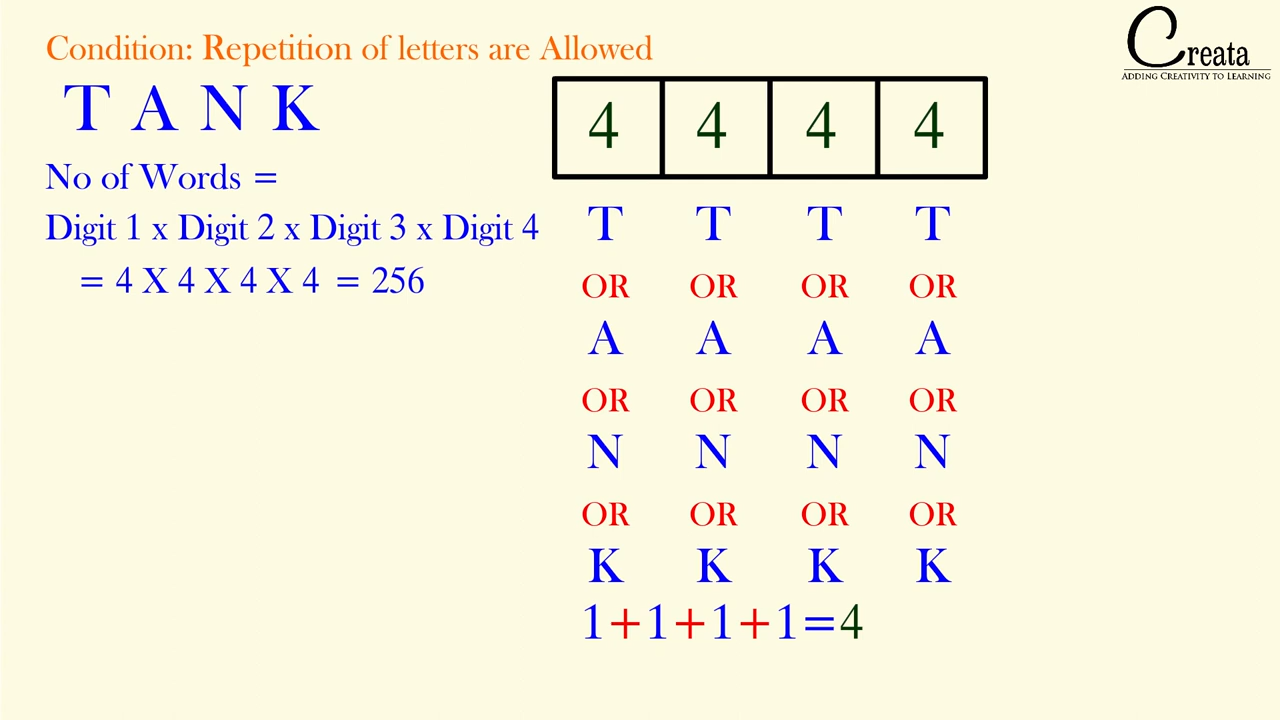 Condition: Repetition of letters are Allowed
Creata
ADDING CREATIVITY TO LEARNING
T A N K
4 4 4 4
No of Words =
Digit 1 x Digit 2 x Digit 3 x Digit 4
= 4 X 4 X 4 X 4 = 256
T T T T
OR OR OR OR
A A A A
OR OR OR OR
N N N N
OR OR OR OR
K K K K
1+1+1+1=4